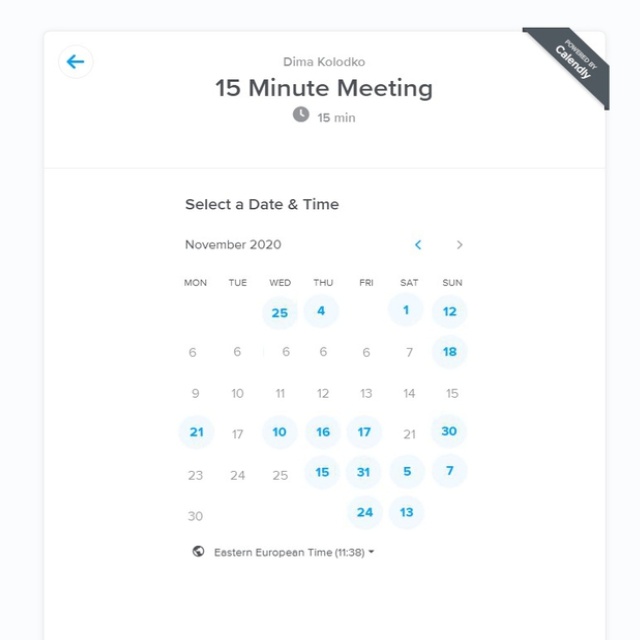 POWERED BY
Calendly
Dima Kolodko
15 Minute Meeting
15 min
Select a Date & Time
November 2020
MON TUE WED THU FRI SAT SUN
25 4 1 12
6 6 6 6 6 7 18
9 10 11 12 13 14 15
21 17 10 16 17 21 30
23 24 25 15 31 5 7
30 24 13
Eastern European Time (11:38)